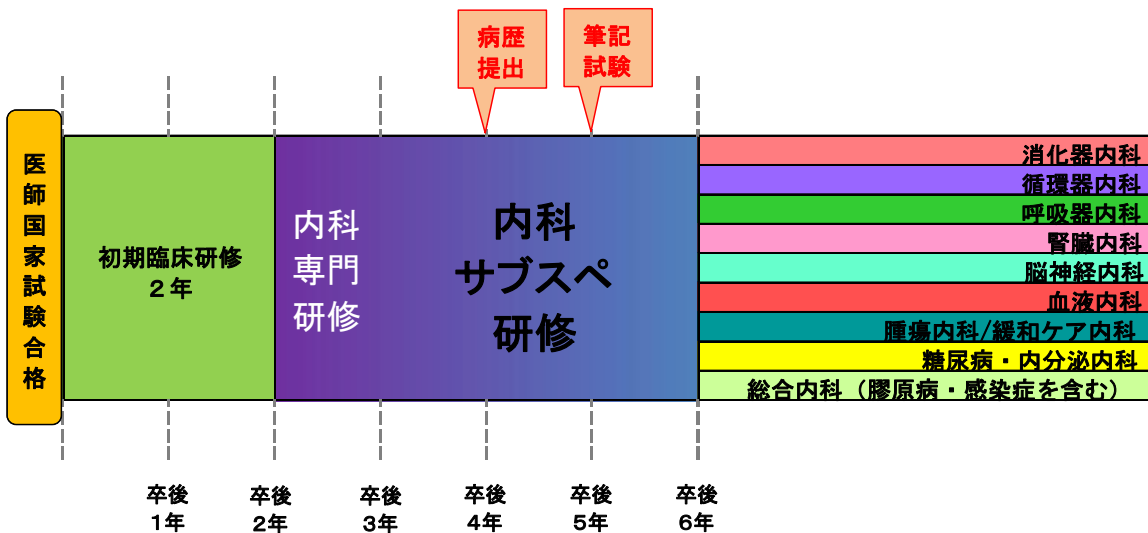 病歴
提出
筆記
試験
医師国家試験合格
初期臨床研修
２年
内科
専門
研修
内科
サブスペ
研修
消化器内科
循環器内科
呼吸器内科
腎臓内科
脳神経内科
血液内科
腫瘍内科/緩和ケア内科
糖尿病・内分泌内科
総合内科（膠原病・感染症を含む）
卒後
1年
卒後
2年
卒後
3年
卒後
4年
卒後
5年
卒後
6年